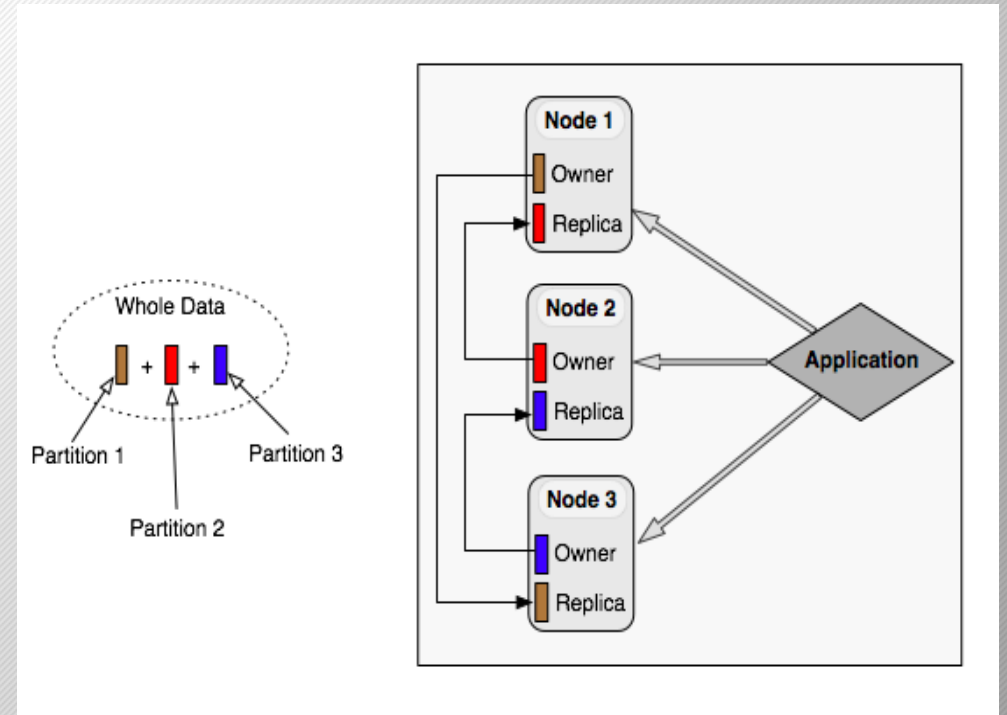 Whole Data
+ +
Partition 1
Partition 2
Partition 3
Node 1
Owner
Replica
Node 2
Owner
Replica
Node 3
Owner
Replica
Application